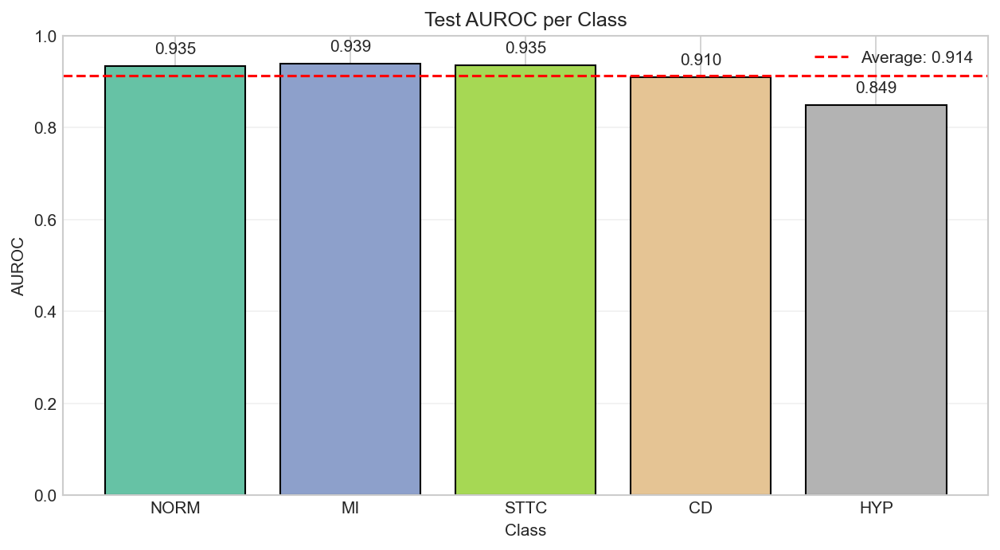 Test AUROC per Class
1.0
0.8
0.6
0.4
0.2
0.0
AUROC
0.935
0.939
0.935
0.910
0.849
Average: 0.914
NORM
MI
STTC
CD
HYP
Class